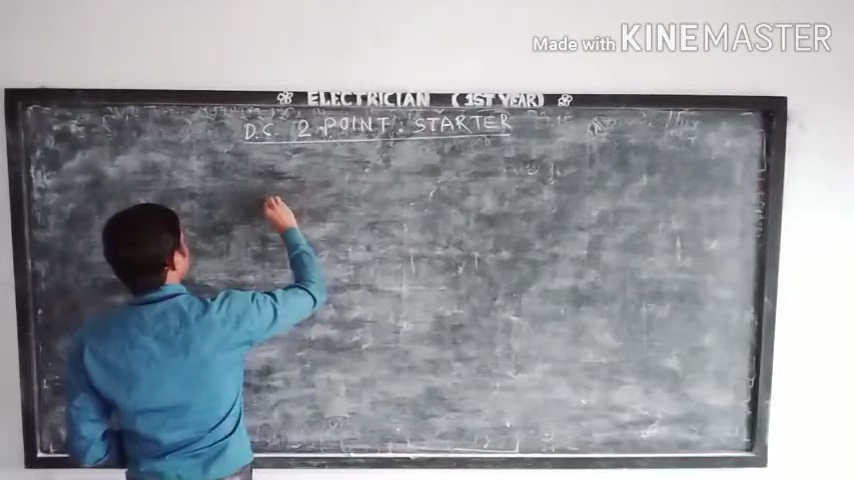 Made with KINEMASTER
ELECTRICIAN (1ST YEAR)
D.C. 2 POINT. STARTER